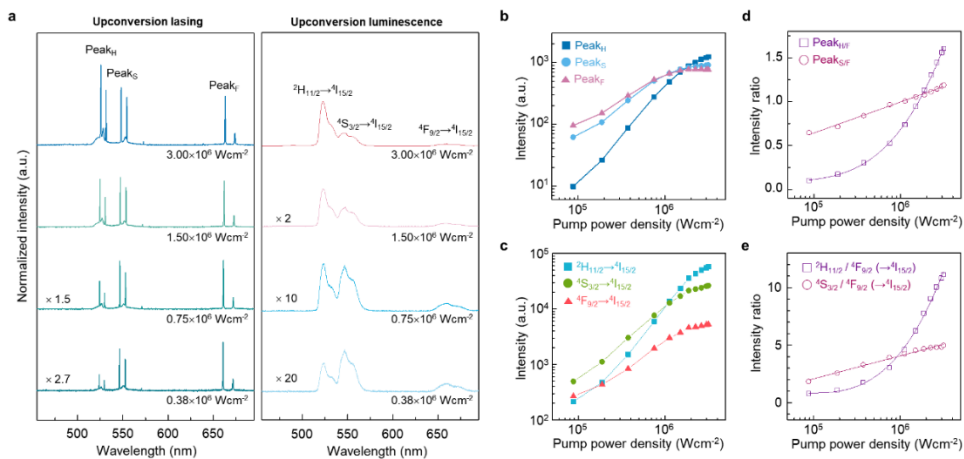 a
Upconversion lasing
Upconversion luminescence
Normalized intensity (a.u.)
Peak_H
Peak_S
Peak_F
3.00×10⁶ Wcm⁻²
1.50×10⁶ Wcm⁻²
× 1.5
0.75×10⁶ Wcm⁻²
× 2.7
0.38×10⁶ Wcm⁻²
500 550 600 650
Wavelength (nm)
²H₁₁/₂→⁴I₁₅/₂
⁴S₃/₂→⁴I₁₅/₂
⁴F₉/₂→⁴I₁₅/₂
3.00×10⁶ Wcm⁻²
× 2
1.50×10⁶ Wcm⁻²
× 10
0.75×10⁶ Wcm⁻²
× 20
0.38×10⁶ Wcm⁻²
500 550 600 650
Wavelength (nm)
b
Intensity (a.u.)
10³
10²
10¹
Peak_H
Peak_S
Peak_F
10⁵ 10⁶
Pump power density (Wcm⁻²)
c
Intensity (a.u.)
10⁵
10⁴
10³
10²
²H₁₁/₂→⁴I₁₅/₂
⁴S₃/₂→⁴I₁₅/₂
⁴F₉/₂→⁴I₁₅/₂
10⁵ 10⁶
Pump power density (Wcm⁻²)
d
Intensity ratio
1.5
1.0
0.5
0.0
Peak_H/F
Peak_S/F
10⁵ 10⁶
Pump power density (Wcm⁻²)
e
Intensity ratio
10
5
0
²H₁₁/₂ / ⁴F₉/₂ (→⁴I₁₅/₂)
⁴S₃/₂ / ⁴F₉/₂ (→⁴I₁₅/₂)
10⁵ 10⁶
Pump power density (Wcm⁻²)